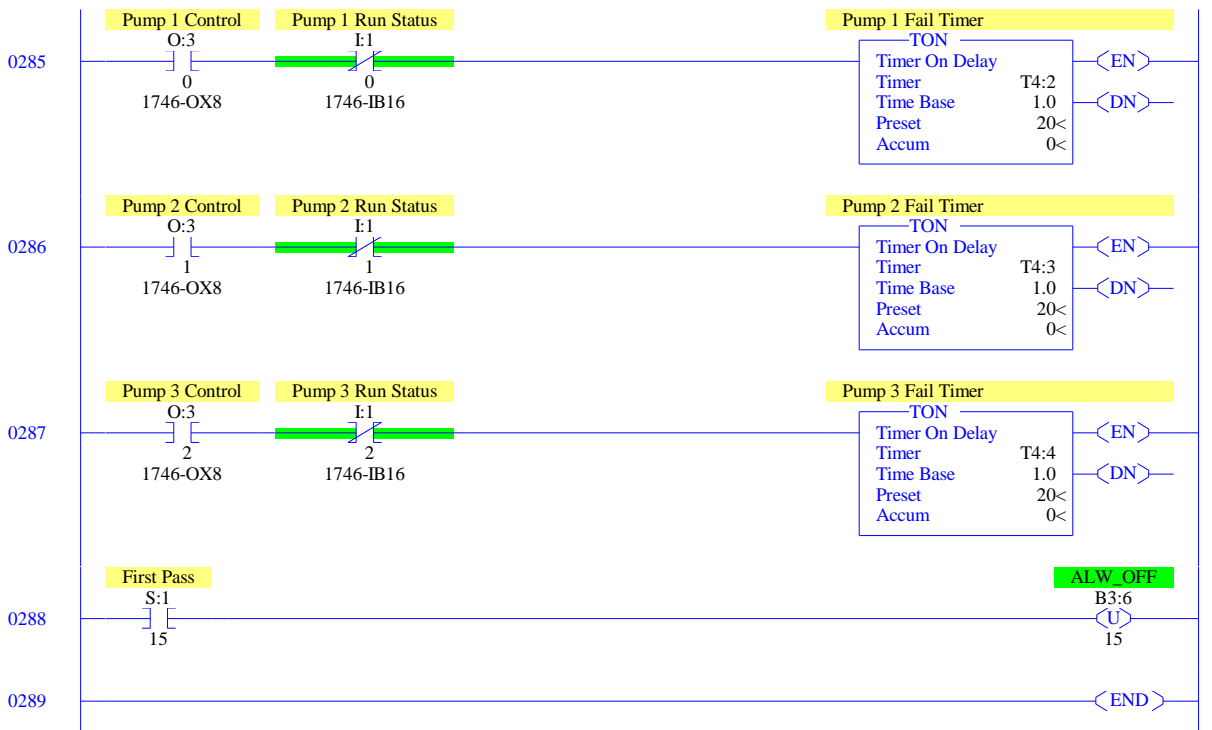 Pump 1 Control Pump 1 Run Status Pump 1 Fail Timer
O:3 I:1 TON
0285 Timer On Delay EN
0 0 Timer T4:2
1746-OX8 1746-IB16 Time Base 1.0 DN
Preset 20<
Accum 0<
Pump 2 Control Pump 2 Run Status Pump 2 Fail Timer
O:3 I:1 TON
0286 Timer On Delay EN
1 1 Timer T4:3
1746-OX8 1746-IB16 Time Base 1.0 DN
Preset 20<
Accum 0<
Pump 3 Control Pump 3 Run Status Pump 3 Fail Timer
O:3 I:1 TON
0287 Timer On Delay EN
2 2 Timer T4:4
1746-OX8 1746-IB16 Time Base 1.0 DN
Preset 20<
Accum 0<
First Pass ALW_OFF
S:1 B3:6
0288 U
15 15
0289 END